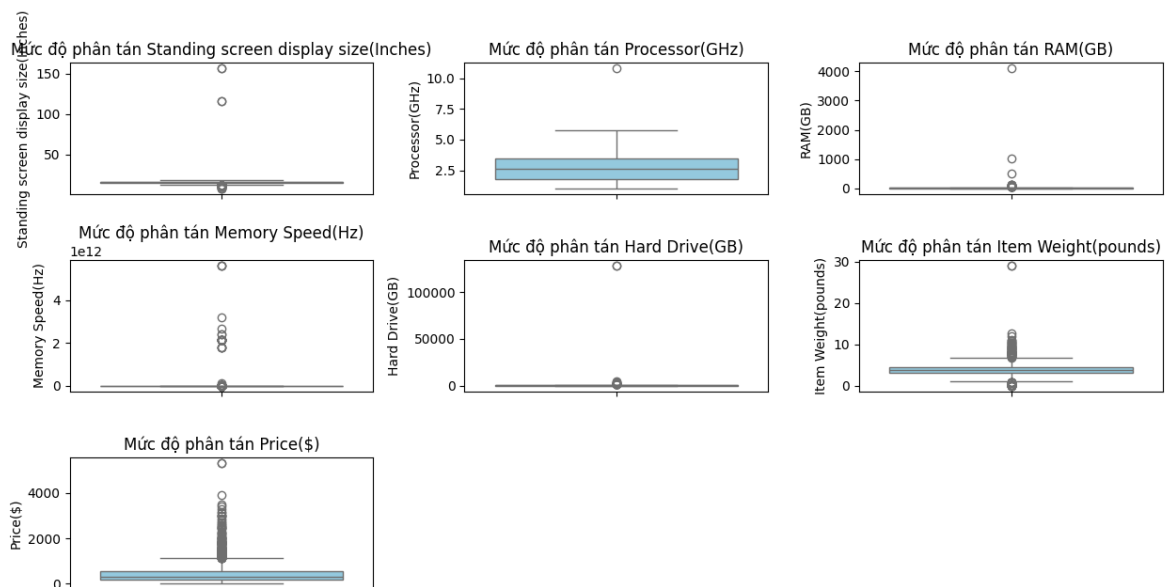 Mức độ phân tán Standing screen display size(Inches)
Standing screen display size(Inches)
150
100
50
Mức độ phân tán Processor(GHz)
Processor(GHz)
10.0
7.5
5.0
2.5
Mức độ phân tán RAM(GB)
RAM(GB)
4000
3000
2000
1000
0
Mức độ phân tán Memory Speed(Hz)
1e12
Memory Speed(Hz)
4
2
0
Mức độ phân tán Hard Drive(GB)
Hard Drive(GB)
100000
50000
0
Mức độ phân tán Item Weight(pounds)
Item Weight(pounds)
30
20
10
0
Mức độ phân tán Price($)
Price($)
4000
2000
0